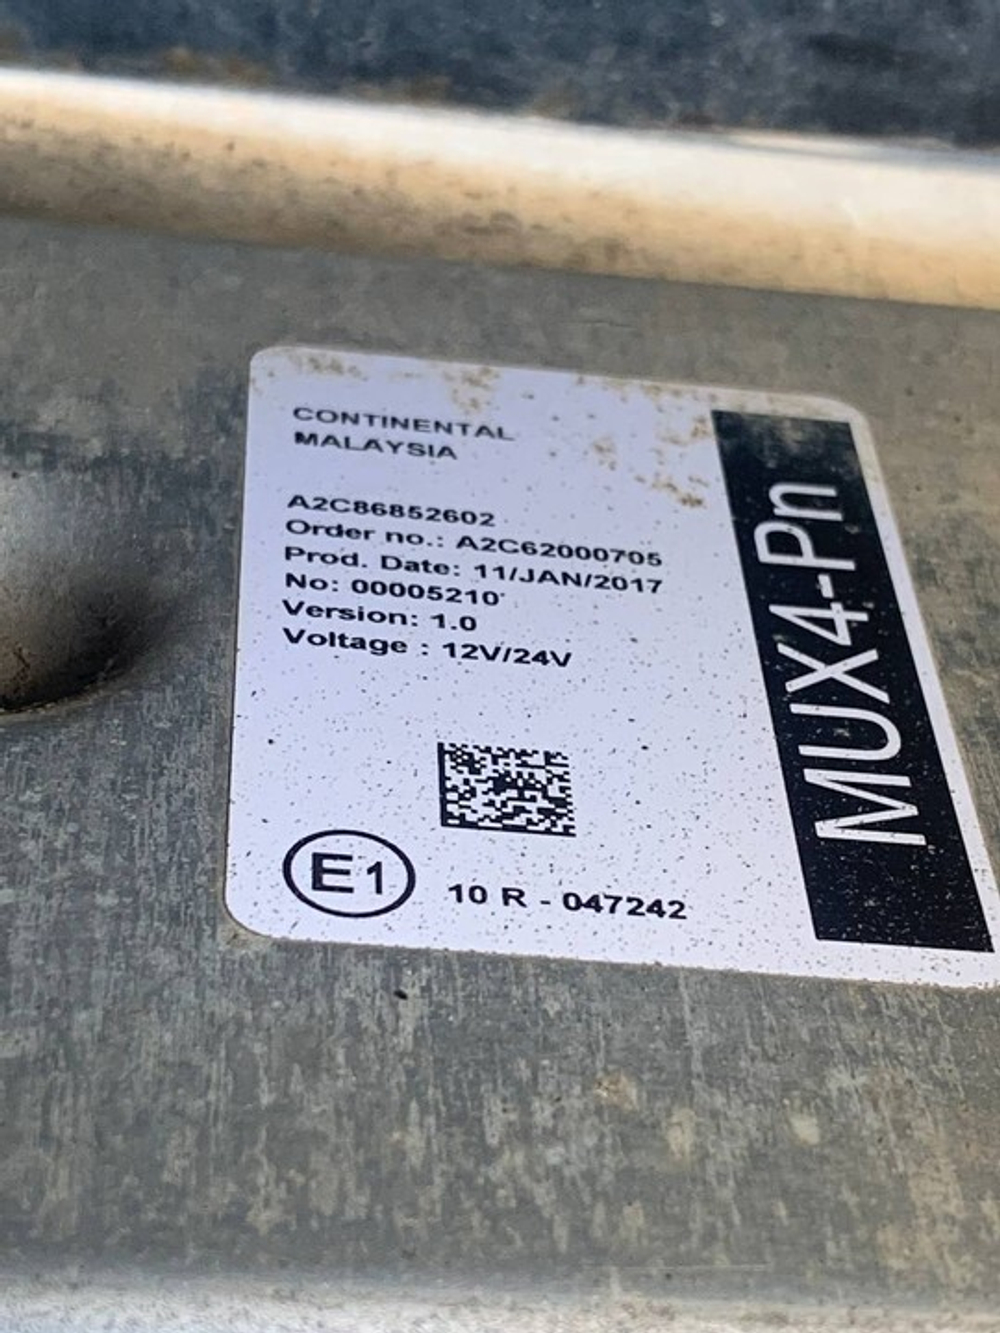 CONTINENTAL
MALAYSIA
A2C86852602
Order no.: A2C62000705
Prod. Date: 11/JAN/2017
No: 00005210
Version: 1.0
Voltage : 12V/24V
E1
10 R - 047242
MUX4-Pn